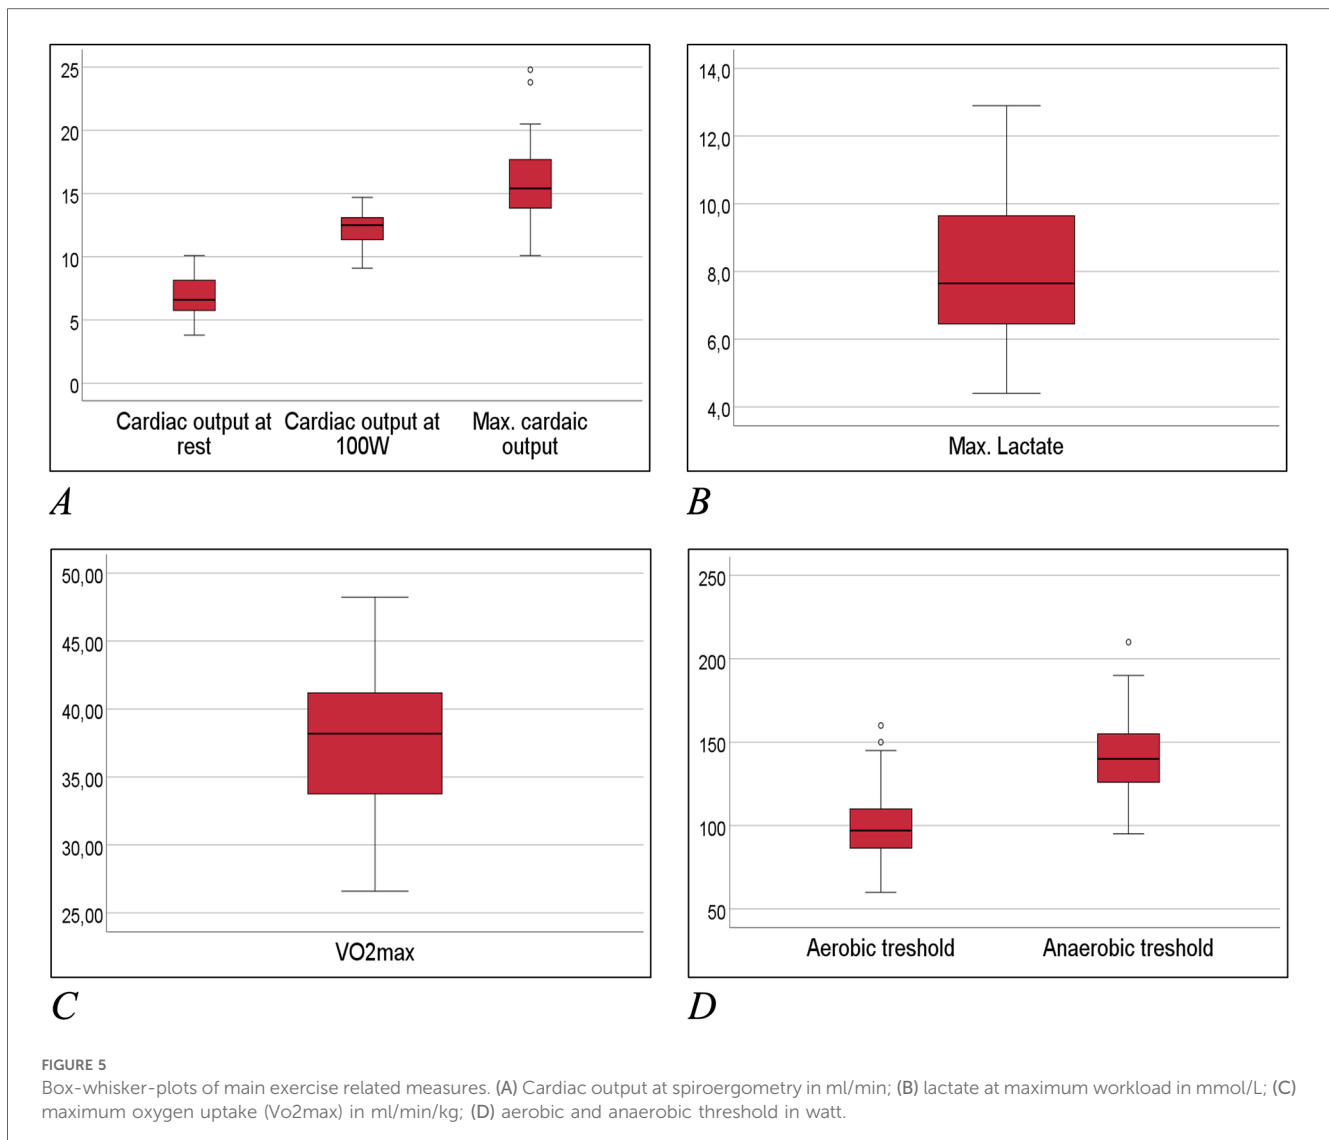 25
20
15
10
5
0
Cardiac output at rest
Cardiac output at 100W
Max. cardaic output
A
14,0
12,0
10,0
8,0
6,0
4,0
Max. Lactate
B
50,00
45,00
40,00
35,00
30,00
25,00
VO2max
C
250
200
150
100
50
Aerobic treshold
Anaerobic treshold
D
FIGURE 5
Box-whisker-plots of main exercise related measures. (A) Cardiac output at spiroergometry in ml/min; (B) lactate at maximum workload in mmol/L; (C)
maximum oxygen uptake (Vo2max) in ml/min/kg; (D) aerobic and anaerobic threshold in watt.